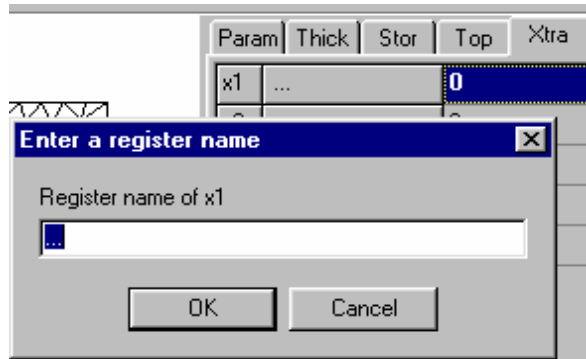 Param Thick Stor Top Xtra
x1 ... 0
Enter a register name
Register name of x1
...
OK Cancel